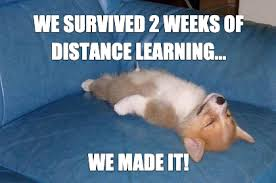 WE SURVIVED 2 WEEKS OF
DISTANCE LEARNING...
WE MADE IT!